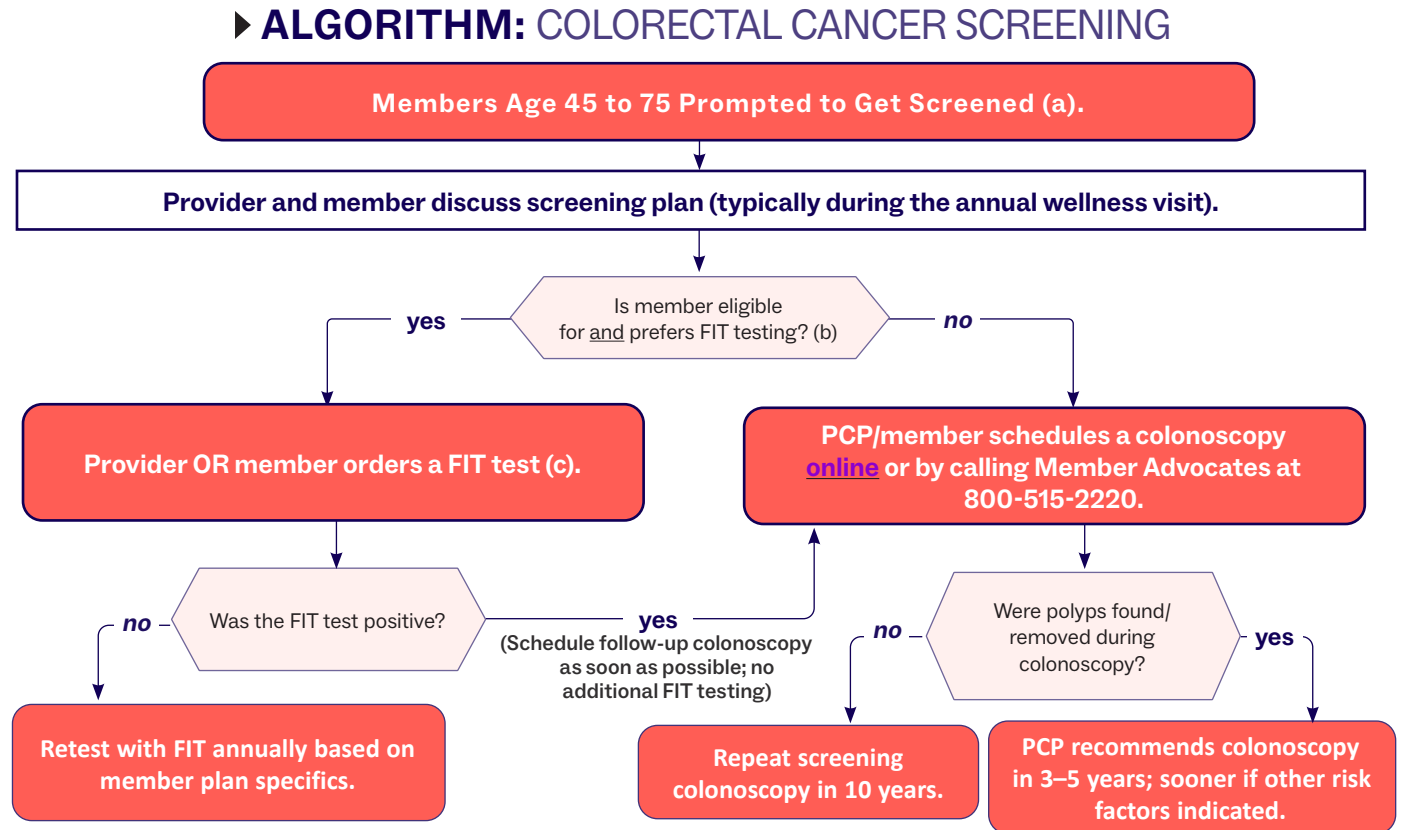 ALGORITHM: COLORECTAL CANCER SCREENING
Members Age 45 to 75 Prompted to Get Screened (a).
Provider and member discuss screening plan (typically during the annual wellness visit).
Is member eligible
for and prefers FIT testing? (b)
yes
no
Provider OR member orders a FIT test (c).
PCP/member schedules a colonoscopy
online or by calling Member Advocates at
800-515-2220.
Was the FIT test positive?
no
yes
(Schedule follow-up colonoscopy
as soon as possible; no
additional FIT testing)
Were polyps found/
removed during
colonoscopy?
no
yes
Retest with FIT annually based on
member plan specifics.
Repeat screening
colonoscopy in 10 years.
PCP recommends colonoscopy
in 3–5 years; sooner if other risk
factors indicated.